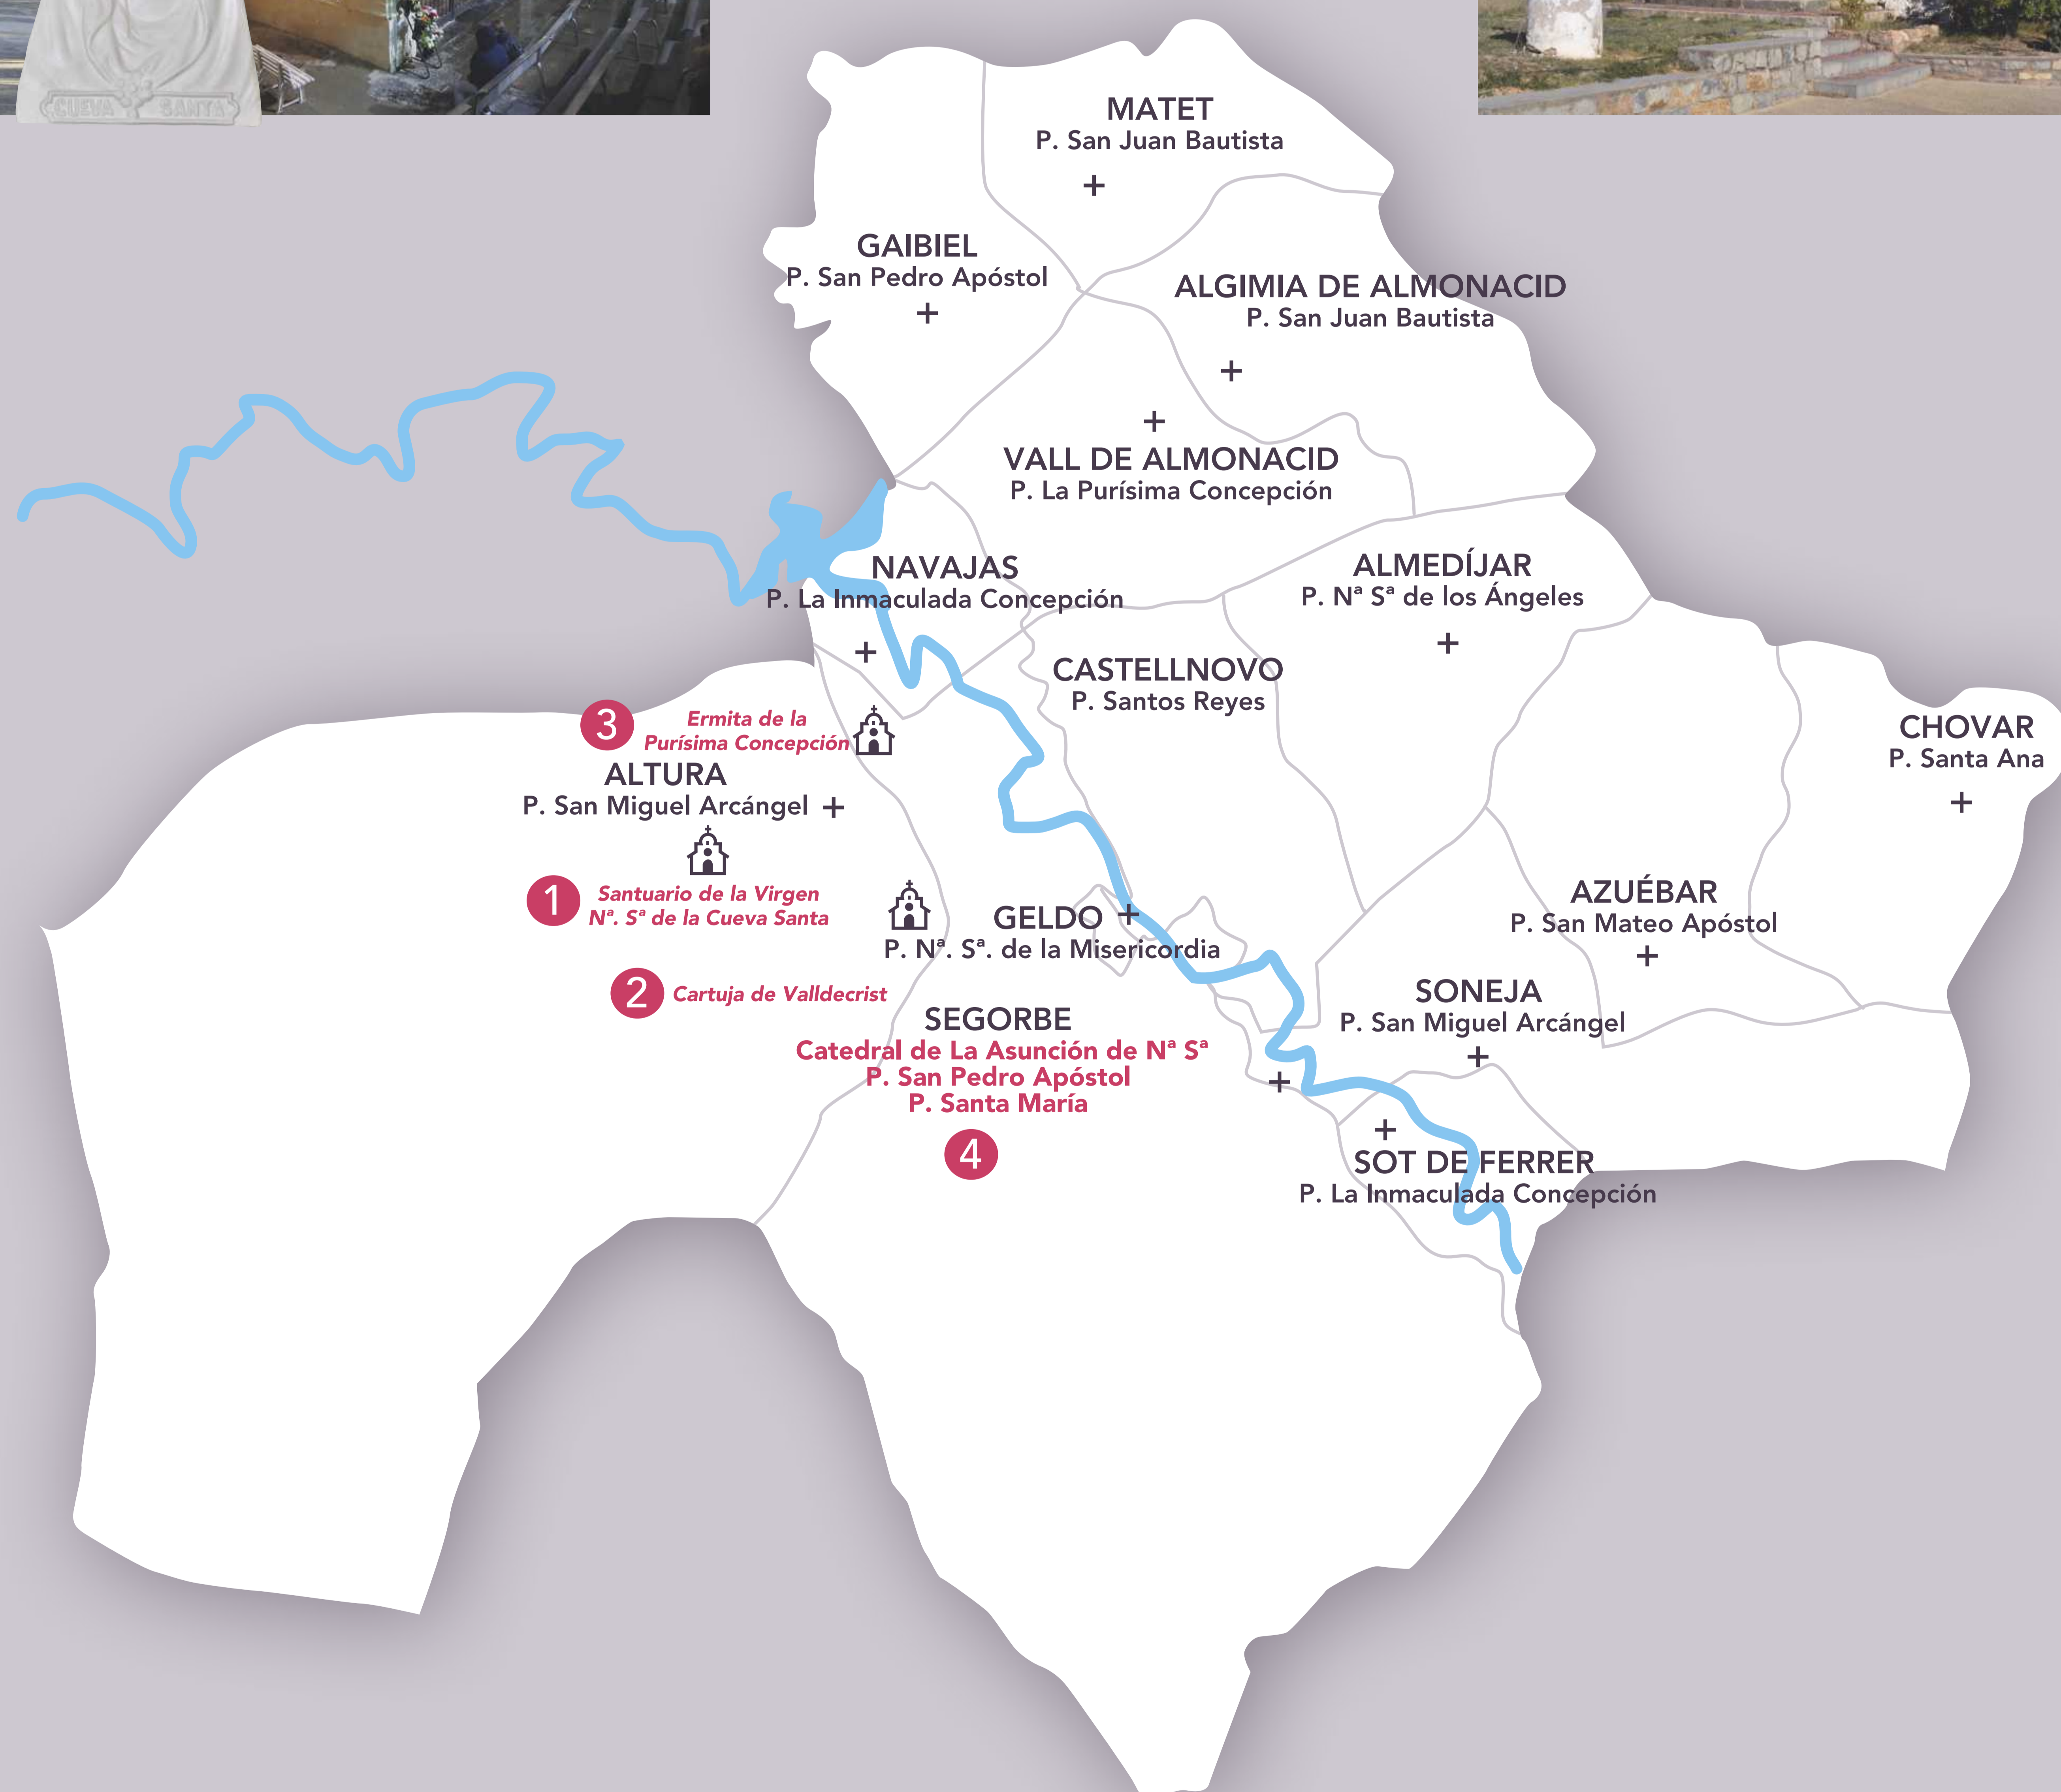 CUEVA SANTA
MATET
P. San Juan Bautista
GAIBIEL
P. San Pedro Apóstol
ALGIMIA DE ALMONACID
P. San Juan Bautista
VALL DE ALMONACID
P. La Purísima Concepción
NAVAJAS
P. La Inmaculada Concepción
ALMEDÍJAR
P. Nª Sª de los Ángeles
CASTELLNOVO
P. Santos Reyes
3
Ermita de la
Purísima Concepción
ALTURA
P. San Miguel Arcángel
CHOVAR
P. Santa Ana
1
Santuario de la Virgen
Nª. Sª de la Cueva Santa
GELDO
P. Nª. Sª. de la Misericordia
AZUÉBAR
P. San Mateo Apóstol
2
Cartuja de Valldecrist
SONEJA
P. San Miguel Arcángel
SEGORBE
Catedral de La Asunción de Nª Sª
P. San Pedro Apóstol
P. Santa María
4
SOT DE FERRER
P. La Inmaculada Concepción